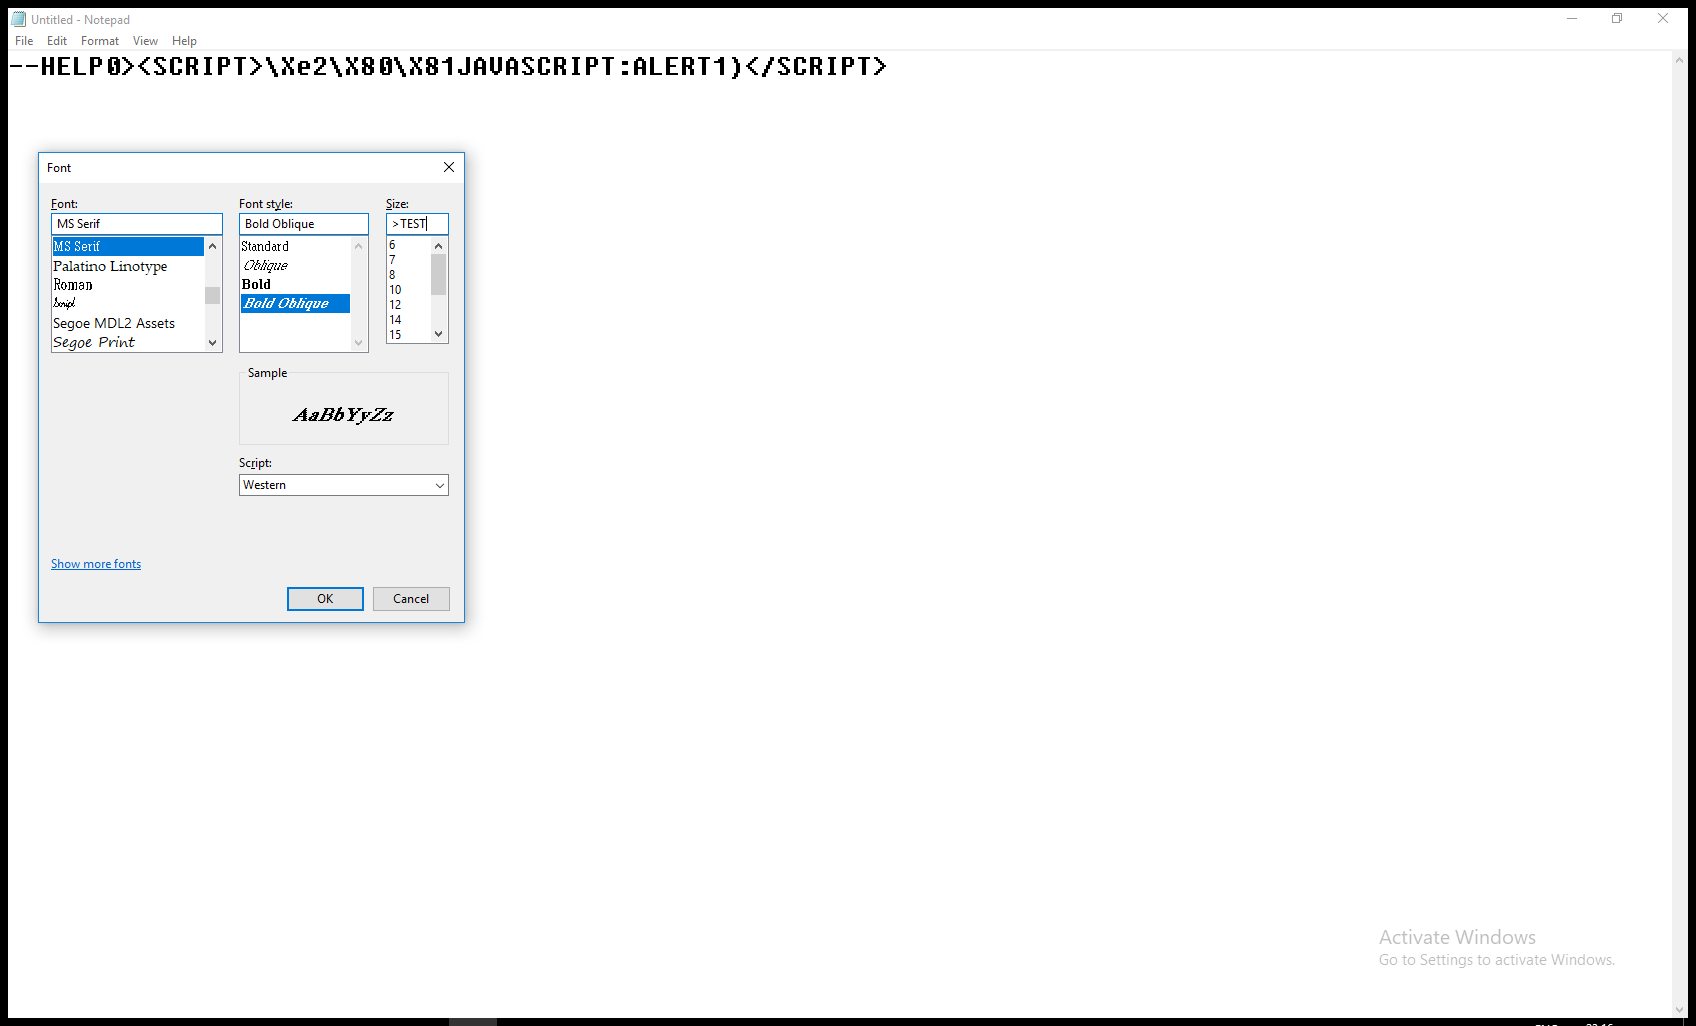 Untitled - Notepad
File Edit Format View Help
--HELP0><SCRIPT>\Xe2\X80\X81JAVASCRIPT:ALERT1)</SCRIPT>
Font
Font: Font style: Size:
MS Serif Bold Oblique >TEST
MS Serif
Palatino Linotype
Roman
Script
Segoe MDL2 Assets
Segoe Print
Standard
Oblique
Bold
Bold Oblique
6
7
8
10
12
14
15
Sample
AaBbYyZz
Script:
Western
Show more fonts
OK Cancel
Activate Windows
Go to Settings to activate Windows.